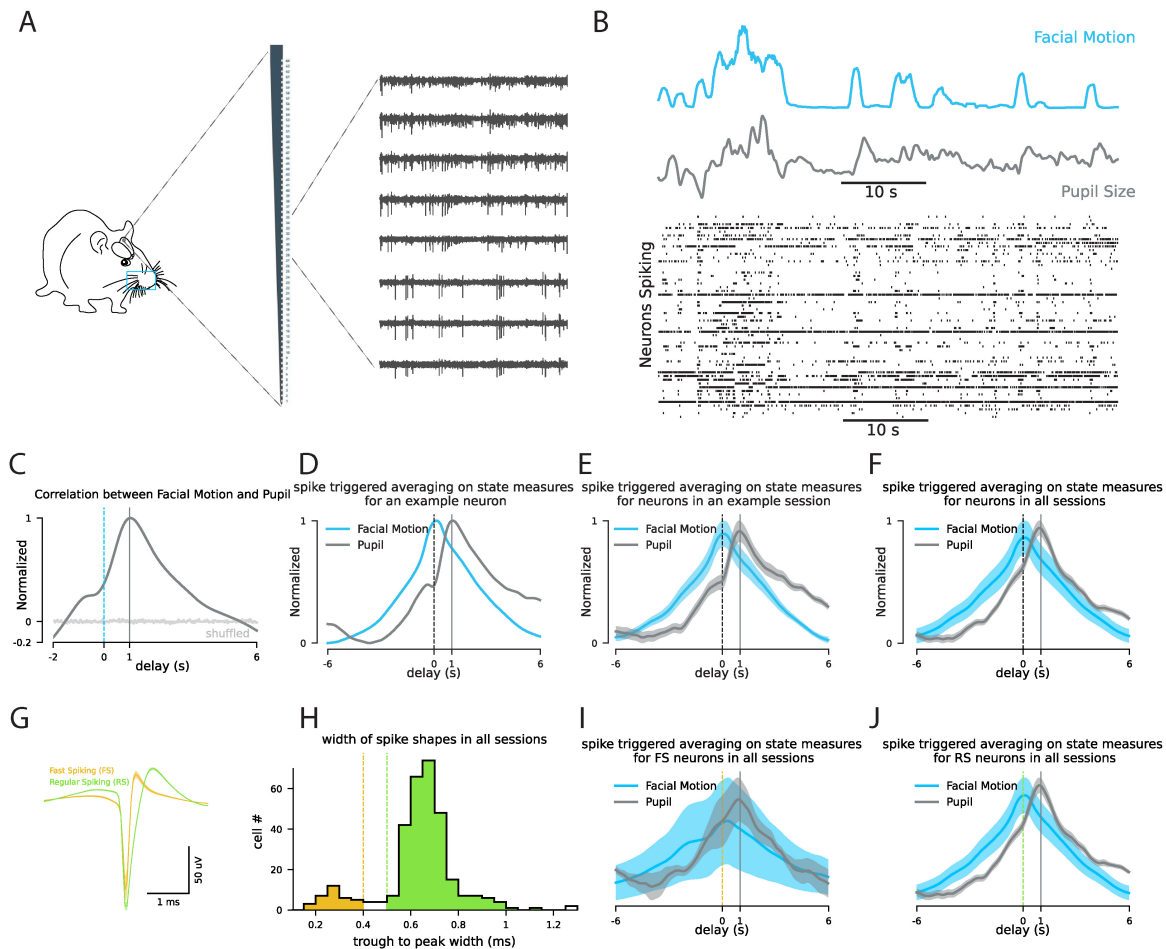 A
B
Facial Motion
10 s
Pupil Size
Neurons Spiking
10 s
C
Correlation between Facial Motion and Pupil
Normalized
1
0
-0.2
shuffled
-2
0
1
6
delay (s)
D
spike triggered averaging on state measures
for an example neuron
Facial Motion
Pupil
Normalized
1
0
-6
0
1
6
delay (s)
E
spike triggered averaging on state measures
for neurons in an example session
Facial Motion
Pupil
Normalized
1
0
-6
0
1
6
delay (s)
F
spike triggered averaging on state measures
for neurons in all sessions
Facial Motion
Pupil
Normalized
1
0
-6
0
1
6
delay (s)
G
Fast Spiking (FS)
Regular Spiking (RS)
50 uV
1 ms
H
width of spike shapes in all sessions
cell #
60
40
20
0
0.2
0.4
0.6
0.8
1.0
1.2
trough to peak width (ms)
I
spike triggered averaging on state measures
for FS neurons in all sessions
Facial Motion
Pupil
-6
0
1
6
delay (s)
J
spike triggered averaging on state measures
for RS neurons in all sessions
Facial Motion
Pupil
-6
0
1
6
delay (s)